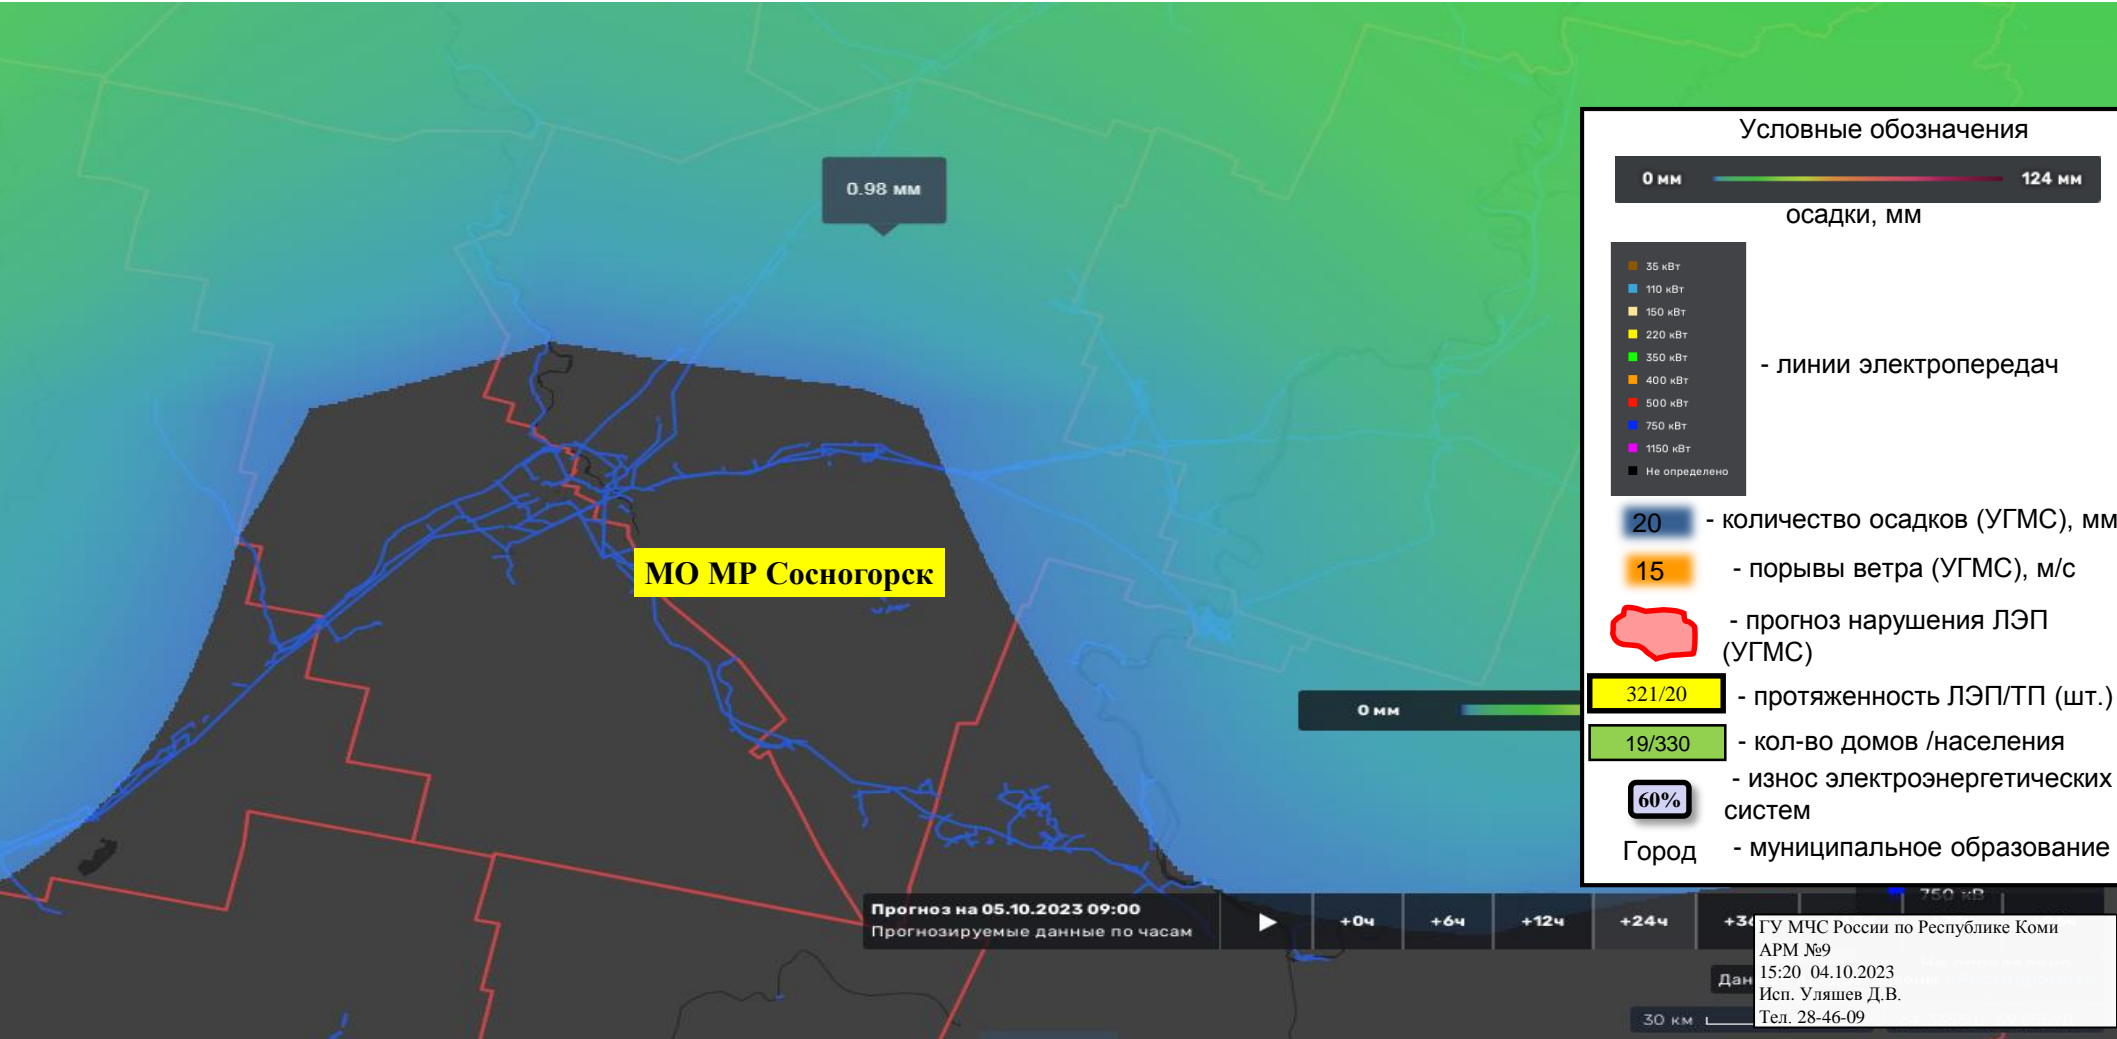 Условные обозначения
0 мм 124 мм
осадки, мм
0.98 мм
35 кВт
110 кВт
150 кВт
220 кВт
350 кВт
400 кВт
500 кВт
750 кВт
1150 кВт
Не определено
- линии электропередач
20 - количество осадков (УГМС), мм
15 - порывы ветра (УГМС), м/с
- прогноз нарушения ЛЭП
(УГМС)
321/20 - протяженность ЛЭП/ТП (шт.)
19/330 - кол-во домов /населения
60% - износ электроэнергетических
систем
Город - муниципальное образование
МО МР Сосногорск
0 мм
750 кВ
Прогноз на 05.10.2023 09:00
Прогнозируемые данные по часам
+0ч +6ч +12ч +24ч
ГУ МЧС России по Республике Коми
АРМ №9
15:20 04.10.2023
Исп. Уляшев Д.В.
Тел. 28-46-09
30 км